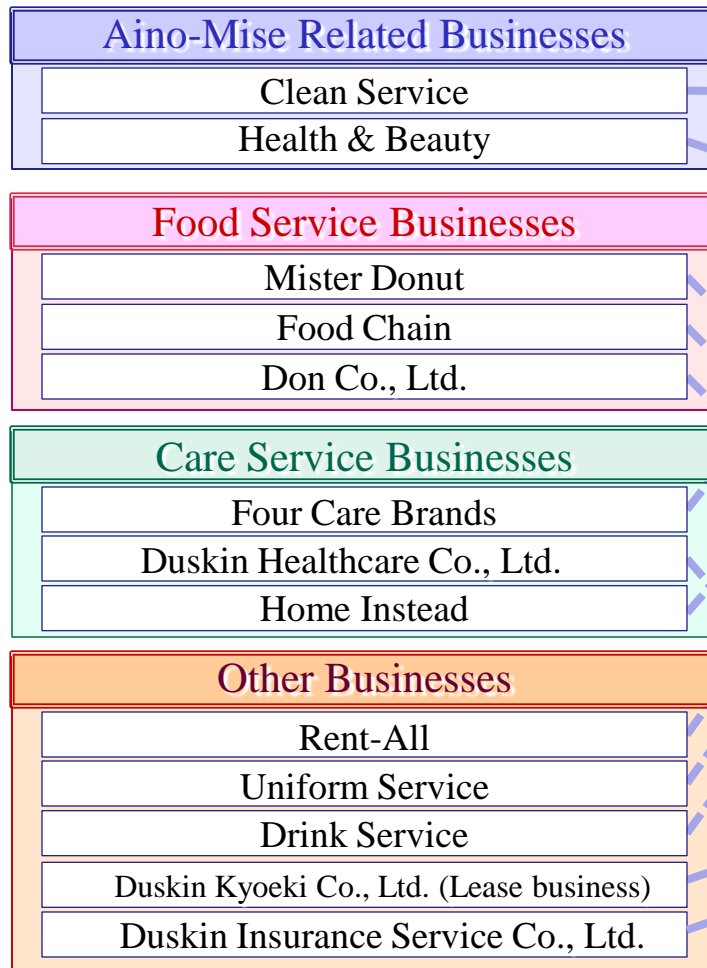 Aino-Mise Related Businesses
Clean Service
Health & Beauty
Food Service Businesses
Mister Donut
Food Chain
Don Co., Ltd.
Care Service Businesses
Four Care Brands
Duskin Healthcare Co., Ltd.
Home Instead
Other Businesses
Rent-All
Uniform Service
Drink Service
Duskin Kyoeki Co., Ltd. (Lease business)
Duskin Insurance Service Co., Ltd.